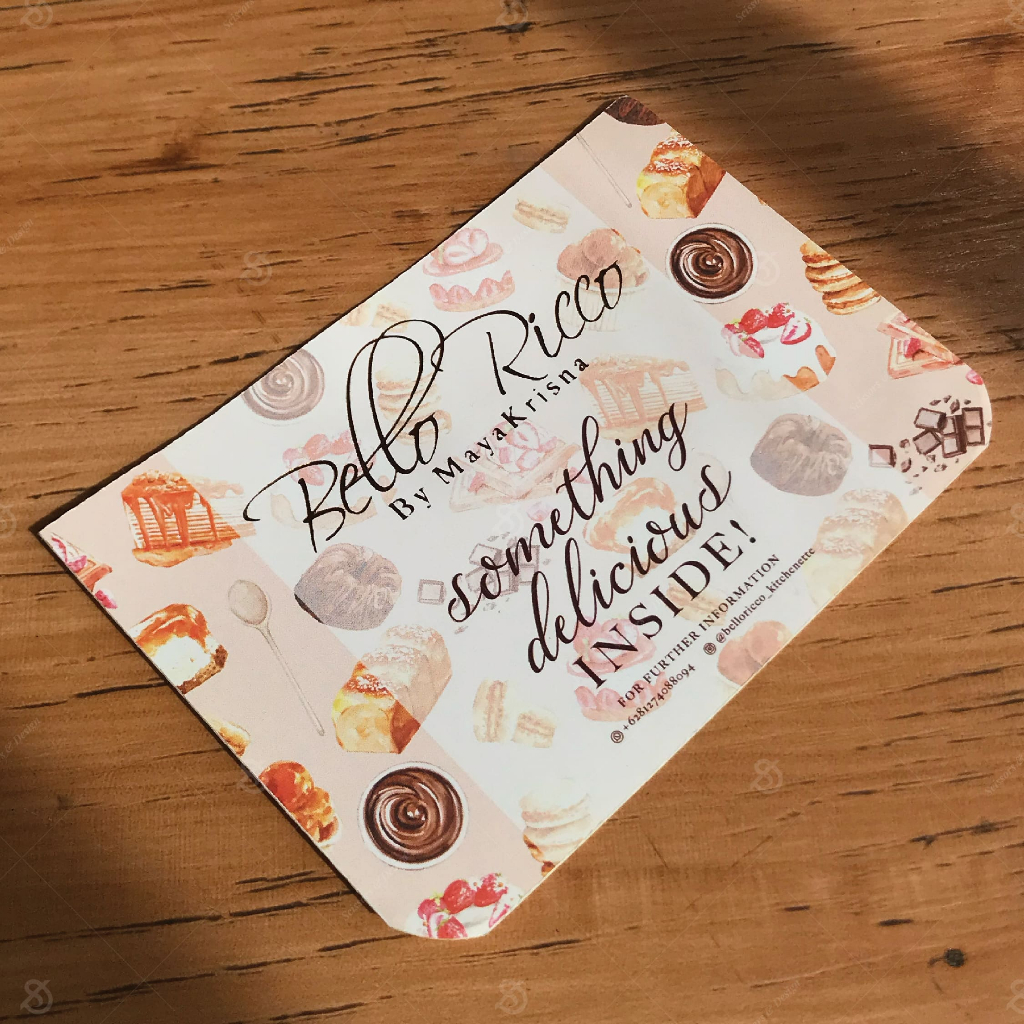 Bello Ricco
By MayaKrisna
something
delicious
INSIDE!
FOR FURTHER INFORMATION
+6281274088094 @belloricco_kitchenette